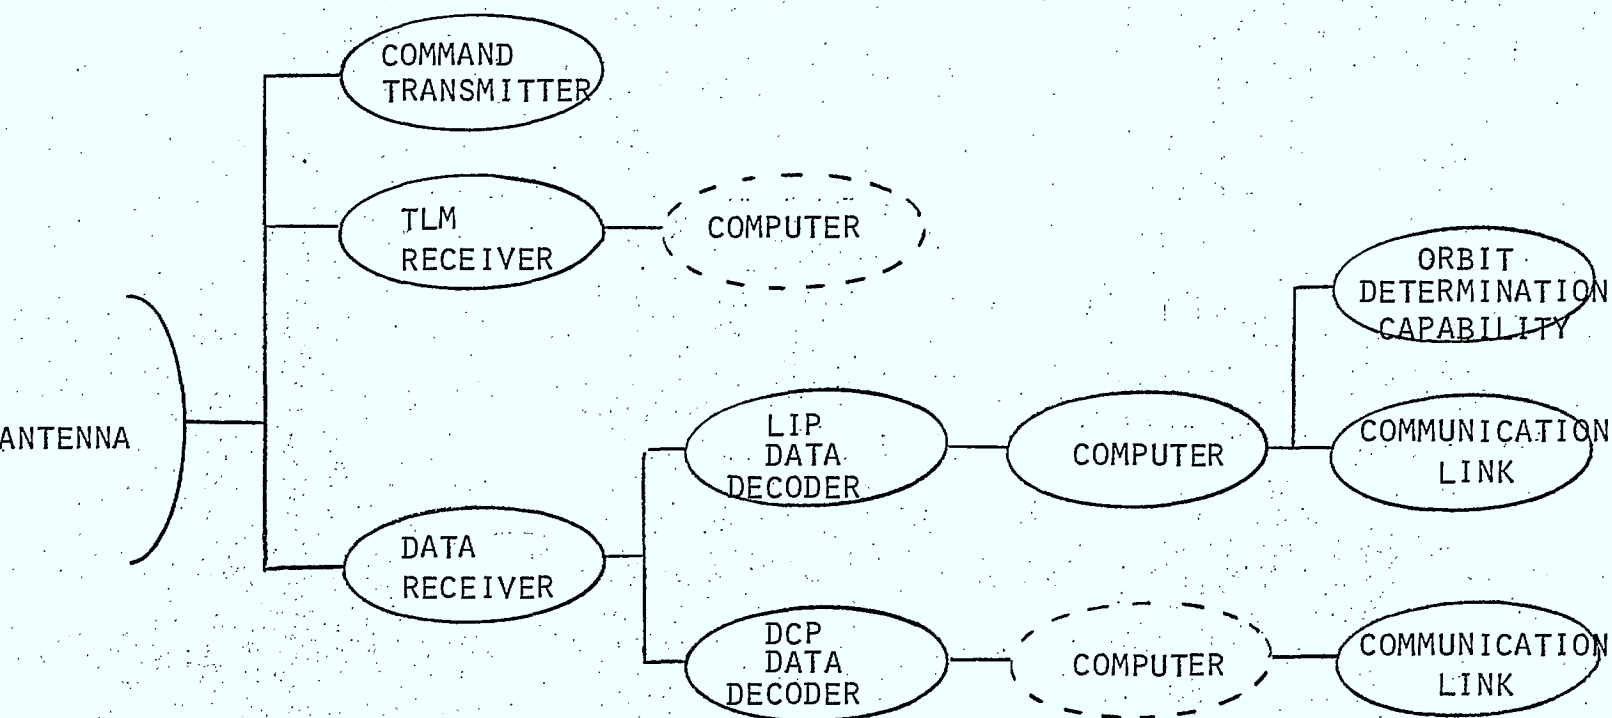 COMMAND
TRANSMITTER
TLM
RECEIVER
COMPUTER
ORBIT
DETERMINATION
CAPABILITY
ANTENNA
LIP
DATA
DECODER
COMPUTER
COMMUNICATION
LINK
DATA
RECEIVER
DCP
DATA
DECODER
COMPUTER
COMMUNICATION
LINK